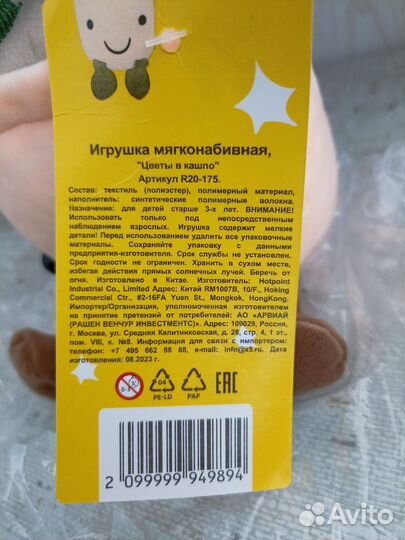 Игрушка мягконабивная,
"Цветы в кашпо"
Артикул R20-175.
Состав: текстиль (полиэстер), полимерный материал,
наполнитель: синтетические полимерные волокна.
Назначение: для детей старше 3-х лет. ВНИМАНИЕ!
Использовать только под непосредственным
наблюдением взрослых. Игрушка содержит мелкие
детали! Перед использованием удалить все упаковочные
материалы. Сохраняйте упаковку с данными
предприятия-изготовителя. Срок службы не установлен.
Срок годности не ограничен. Хранить в сухом месте,
избегая действия прямых солнечных лучей. Беречь от
огня. Изготовлено в Китае. Изготовитель: Hotpoint
Industrial Co., Limited Адрес: Китай RM1007B, 10/F., Hoking
Commercial Ctr., #2-16FA Yuen St., Mongkok, HongKong.
Импортер/Организация, уполномоченная изготовителем
на принятие претензий от потребителей: АО «АРВИАЙ
(РАШЕН ВЕНЧУР ИНВЕСТМЕНТС)» Адрес: 109029, Россия,
г. Москва, ул. Средняя Калитниковская, д. 28, стр. 4, 1 эт.,
пом. VIII, к. №9. Информация для связи с импортером:
телефон: +7 495 662 88 88, e-mail: info@x5.ru. Дата
изготовления: 08.2023 г.
0-3
04
PE-LD
PAP
EAC
2 099999 949894
Avito